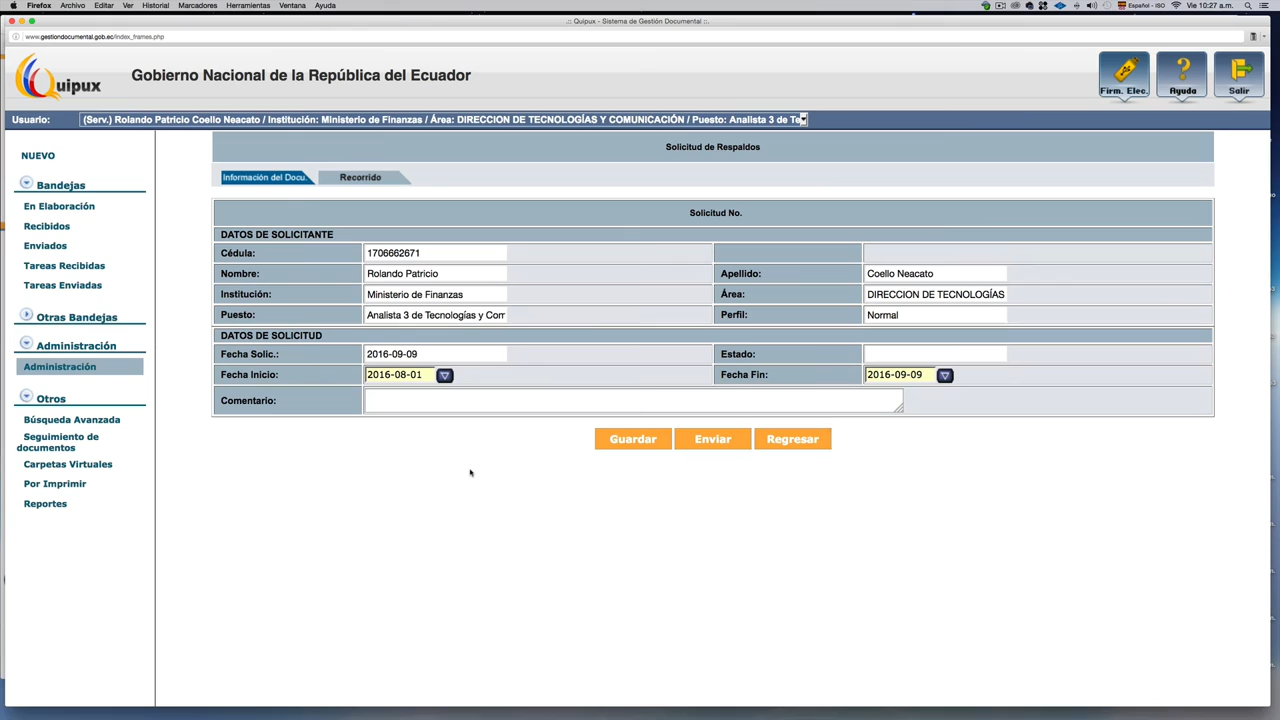 Firefox Archivo Editar Ver Historial Marcadores Herramientas Ventana Ayuda Español - ISO Vie 10:27 a.m.
.:: Quipux - Sistema de Gestión Documental ::.
www.gestiondocumental.gob.ec/index_frames.php
Quipux Gobierno Nacional de la República del Ecuador
Firm. Elec. Ayuda Salir
Usuario: (Serv.) Rolando Patricio Coello Neacato / Institución: Ministerio de Finanzas / Área: DIRECCION DE TECNOLOGÍAS Y COMUNICACIÓN / Puesto: Analista 3 de Te
NUEVO
Bandejas
En Elaboración
Recibidos
Enviados
Tareas Recibidas
Tareas Enviadas
Otras Bandejas
Administración
Administración
Otros
Búsqueda Avanzada
Seguimiento de
documentos
Carpetas Virtuales
Por Imprimir
Reportes
Solicitud de Respaldos
Información del Docu. Recorrido
Solicitud No.
DATOS DE SOLICITANTE
Cédula: 1706662671
Nombre: Rolando Patricio Apellido: Coello Neacato
Institución: Ministerio de Finanzas Área: DIRECCION DE TECNOLOGÍAS
Puesto: Analista 3 de Tecnologías y Com Perfil: Normal
DATOS DE SOLICITUD
Fecha Solic.: 2016-09-09 Estado:
Fecha Inicio: 2016-08-01 Fecha Fin: 2016-09-09
Comentario:
Guardar Enviar Regresar